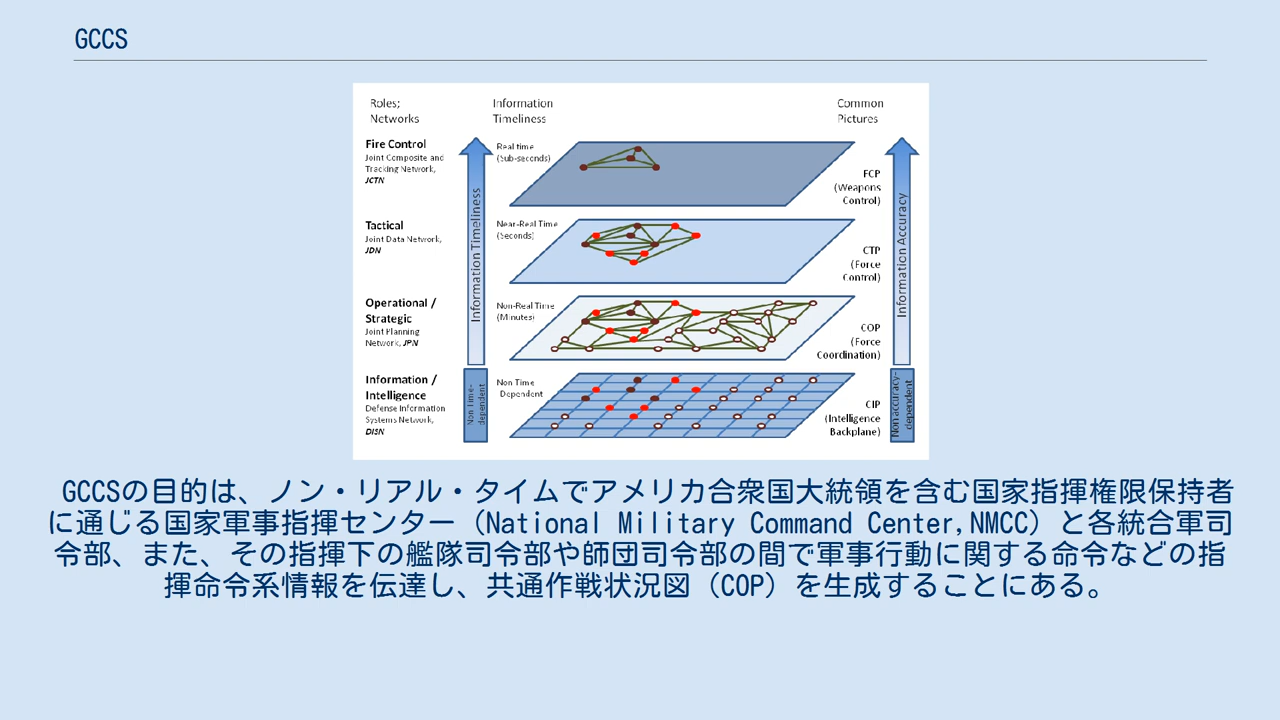 GCCS
Roles;
Networks
Information
Timeliness
Common
Pictures
Fire Control
Joint Composite and
Tracking Network,
JCTN
Real time
(Sub-seconds)
FCP
(Weapons
Control)
Tactical
Joint Data Network,
JDN
Near-Real Time
(Seconds)
CTP
(Force
Control)
Operational /
Strategic
Joint Planning
Network, JPN
Non-Real Time
(Minutes)
COP
(Force
Coordination)
Information /
Intelligence
Defense Information
Systems Network,
DISN
Non Time
Dependent
CIP
(Intelligence
Backplane)
Information Timeliness
Non Time-
dependent
Information Accuracy
Non accuracy-
dependent
GCCSの目的は、ノン・リアル・タイムでアメリカ合衆国大統領を含む国家指揮権限保持者
に通じる国家軍事指揮センター（National Military Command Center,NMCC）と各統合軍司
令部、また、その指揮下の艦隊司令部や師団司令部の間で軍事行動に関する命令などの指
揮命令系情報を伝達し、共通作戦状況図（COP）を生成することにある。